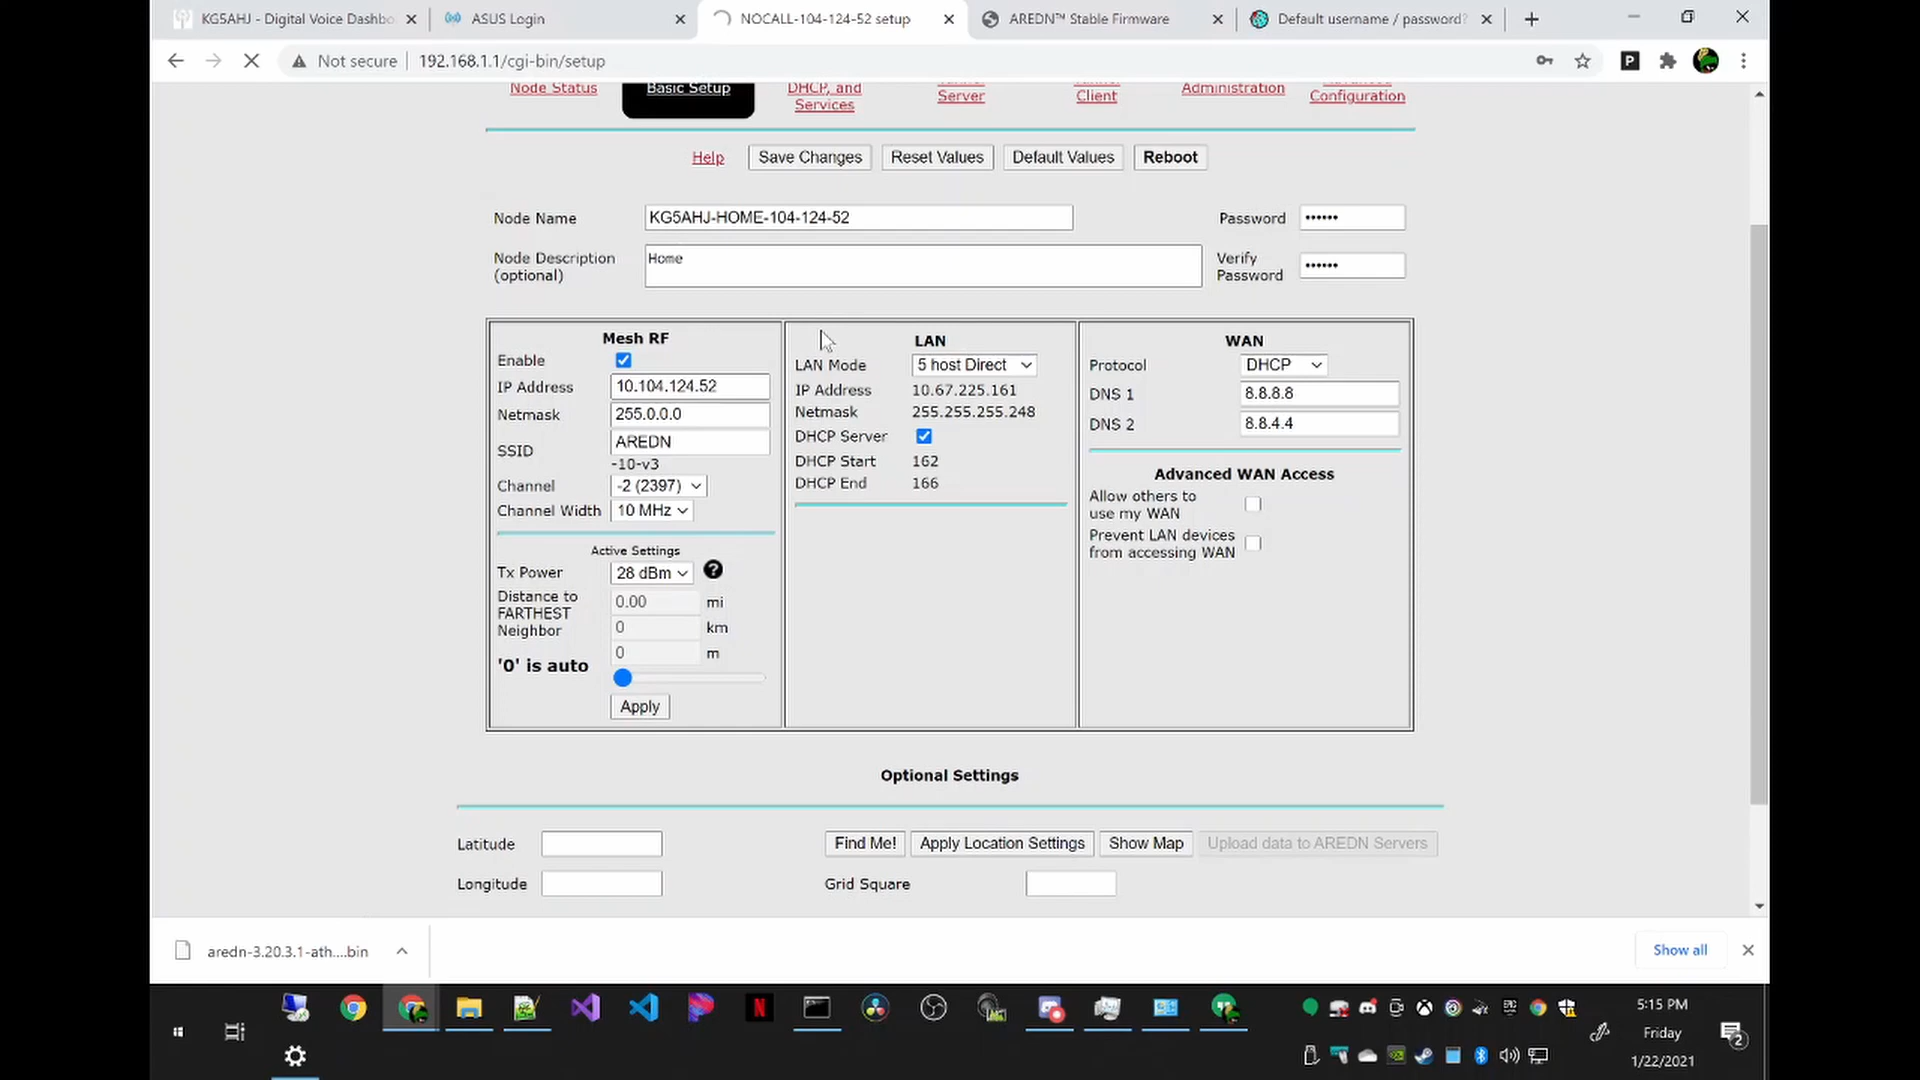 KG5AHJ - Digital Voice Dashbo
ASUS Login
NOCALL-104-124-52 setup
AREDN™ Stable Firmware
Default username / password?
Not secure
192.168.1.1/cgi-bin/setup
Node Status
Basic Setup
DHCP, and
Services
Server
Client
Administration
Configuration
Help
Save Changes
Reset Values
Default Values
Reboot
Node Name
KG5AHJ-HOME-104-124-52
Password
••••••
Node Description
(optional)
Home
Verify
Password
••••••
Mesh RF
Enable
IP Address
10.104.124.52
Netmask
255.0.0.0
SSID
AREDN
-10-v3
Channel
-2 (2397)
Channel Width
10 MHz
Active Settings
Tx Power
28 dBm
?
Distance to
FARTHEST
Neighbor
0.00
mi
0
km
0
m
'0' is auto
Apply
LAN
LAN Mode
5 host Direct
IP Address
10.67.225.161
Netmask
255.255.255.248
DHCP Server
DHCP Start
162
DHCP End
166
WAN
Protocol
DHCP
DNS 1
8.8.8.8
DNS 2
8.8.4.4
Advanced WAN Access
Allow others to
use my WAN
Prevent LAN devices
from accessing WAN
Optional Settings
Latitude
Find Me!
Apply Location Settings
Show Map
Upload data to AREDN Servers
Longitude
Grid Square
aredn-3.20.3.1-ath....bin
Show all
5:15 PM
Friday
1/22/2021
2